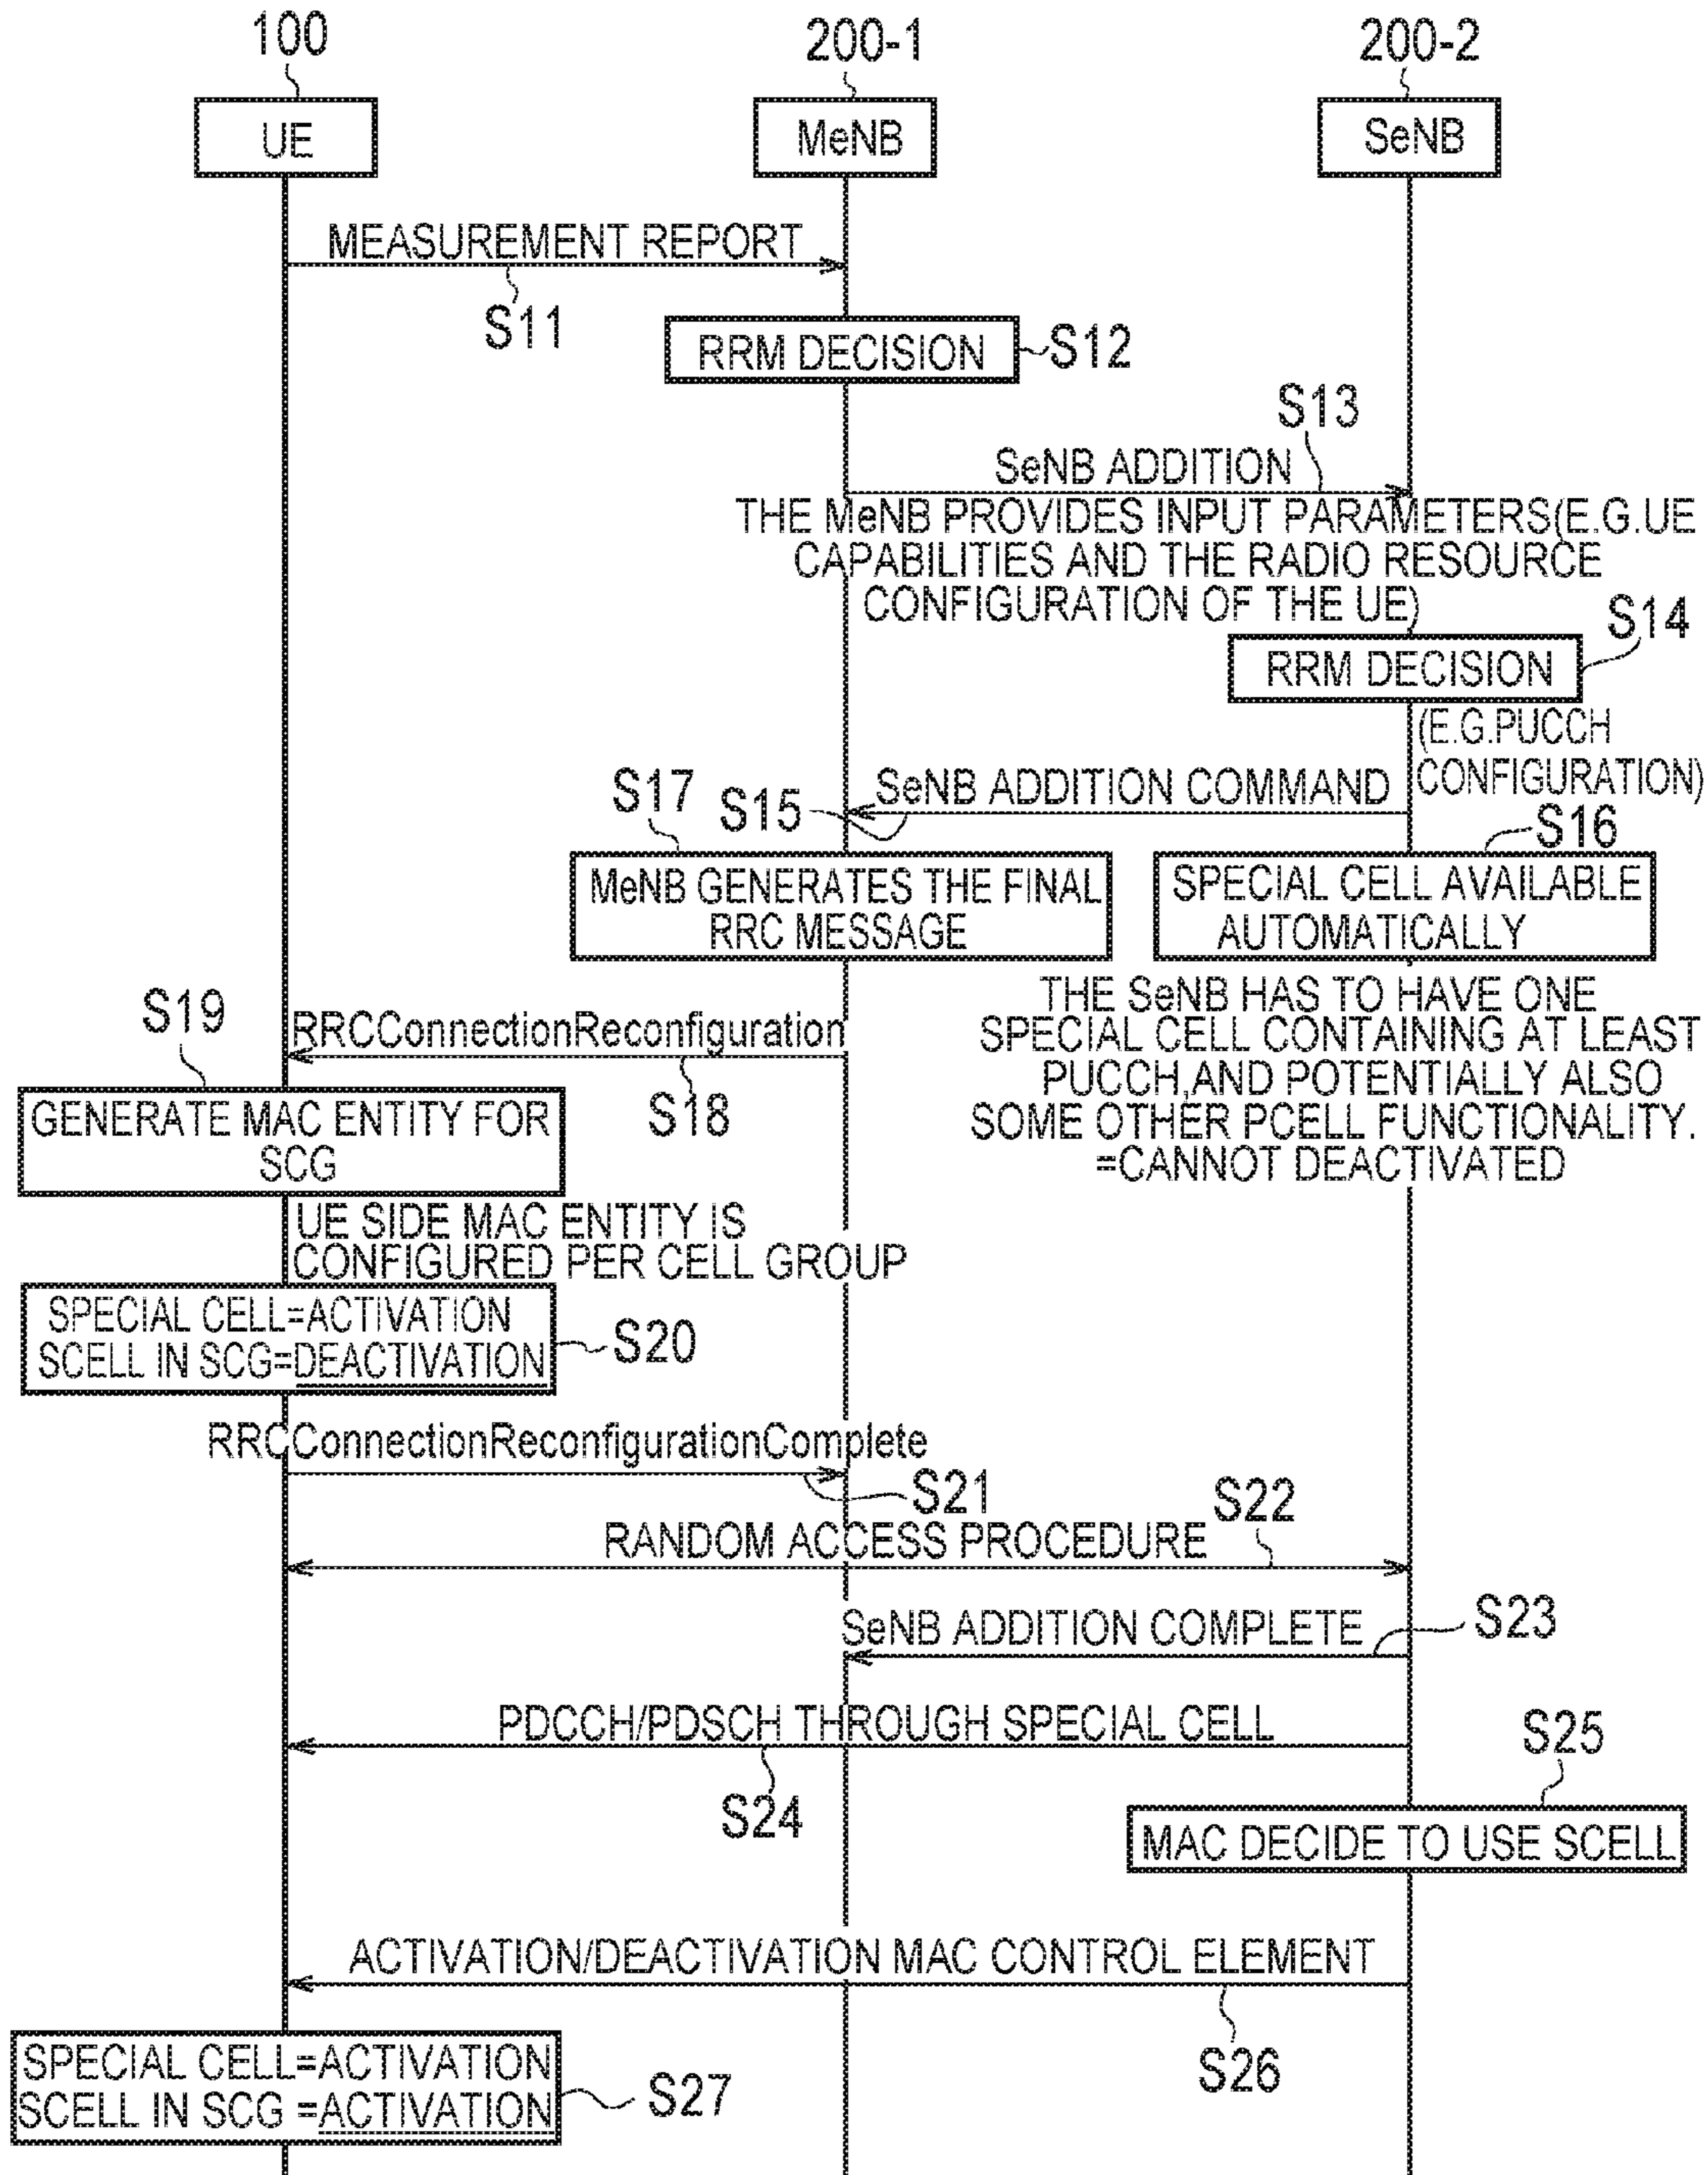 100
200-1
200-2
UE
MeNB
SeNB
MEASUREMENT REPORT
S11
RRM DECISION
S12
S13
SeNB ADDITION
THE MeNB PROVIDES INPUT PARAMETERS(E.G.UE
CAPABILITIES AND THE RADIO RESOURCE
CONFIGURATION OF THE UE)
S14
RRM DECISION
(E.G.PUCCH
CONFIGURATION)
SeNB ADDITION COMMAND
S15
S17
S16
MeNB GENERATES THE FINAL
RRC MESSAGE
SPECIAL CELL AVAILABLE
AUTOMATICALLY
THE SeNB HAS TO HAVE ONE
SPECIAL CELL CONTAINING AT LEAST
PUCCH,AND POTENTIALLY ALSO
SOME OTHER PCELL FUNCTIONALITY.
=CANNOT DEACTIVATED
RRCConnectionReconfiguration
S18
S19
GENERATE MAC ENTITY FOR
SCG
UE SIDE MAC ENTITY IS
CONFIGURED PER CELL GROUP
SPECIAL CELL=ACTIVATION
SCELL IN SCG=DEACTIVATION
S20
RRCConnectionReconfigurationComplete
S21
S22
RANDOM ACCESS PROCEDURE
SeNB ADDITION COMPLETE
S23
PDCCH/PDSCH THROUGH SPECIAL CELL
S24
S25
MAC DECIDE TO USE SCELL
ACTIVATION/DEACTIVATION MAC CONTROL ELEMENT
S26
SPECIAL CELL=ACTIVATION
SCELL IN SCG =ACTIVATION
S27